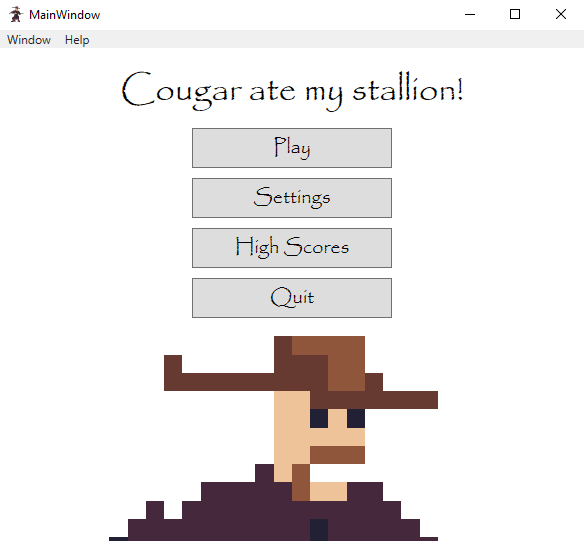 MainWindow
Window Help
Cougar ate my stallion!
Play
Settings
High Scores
Quit